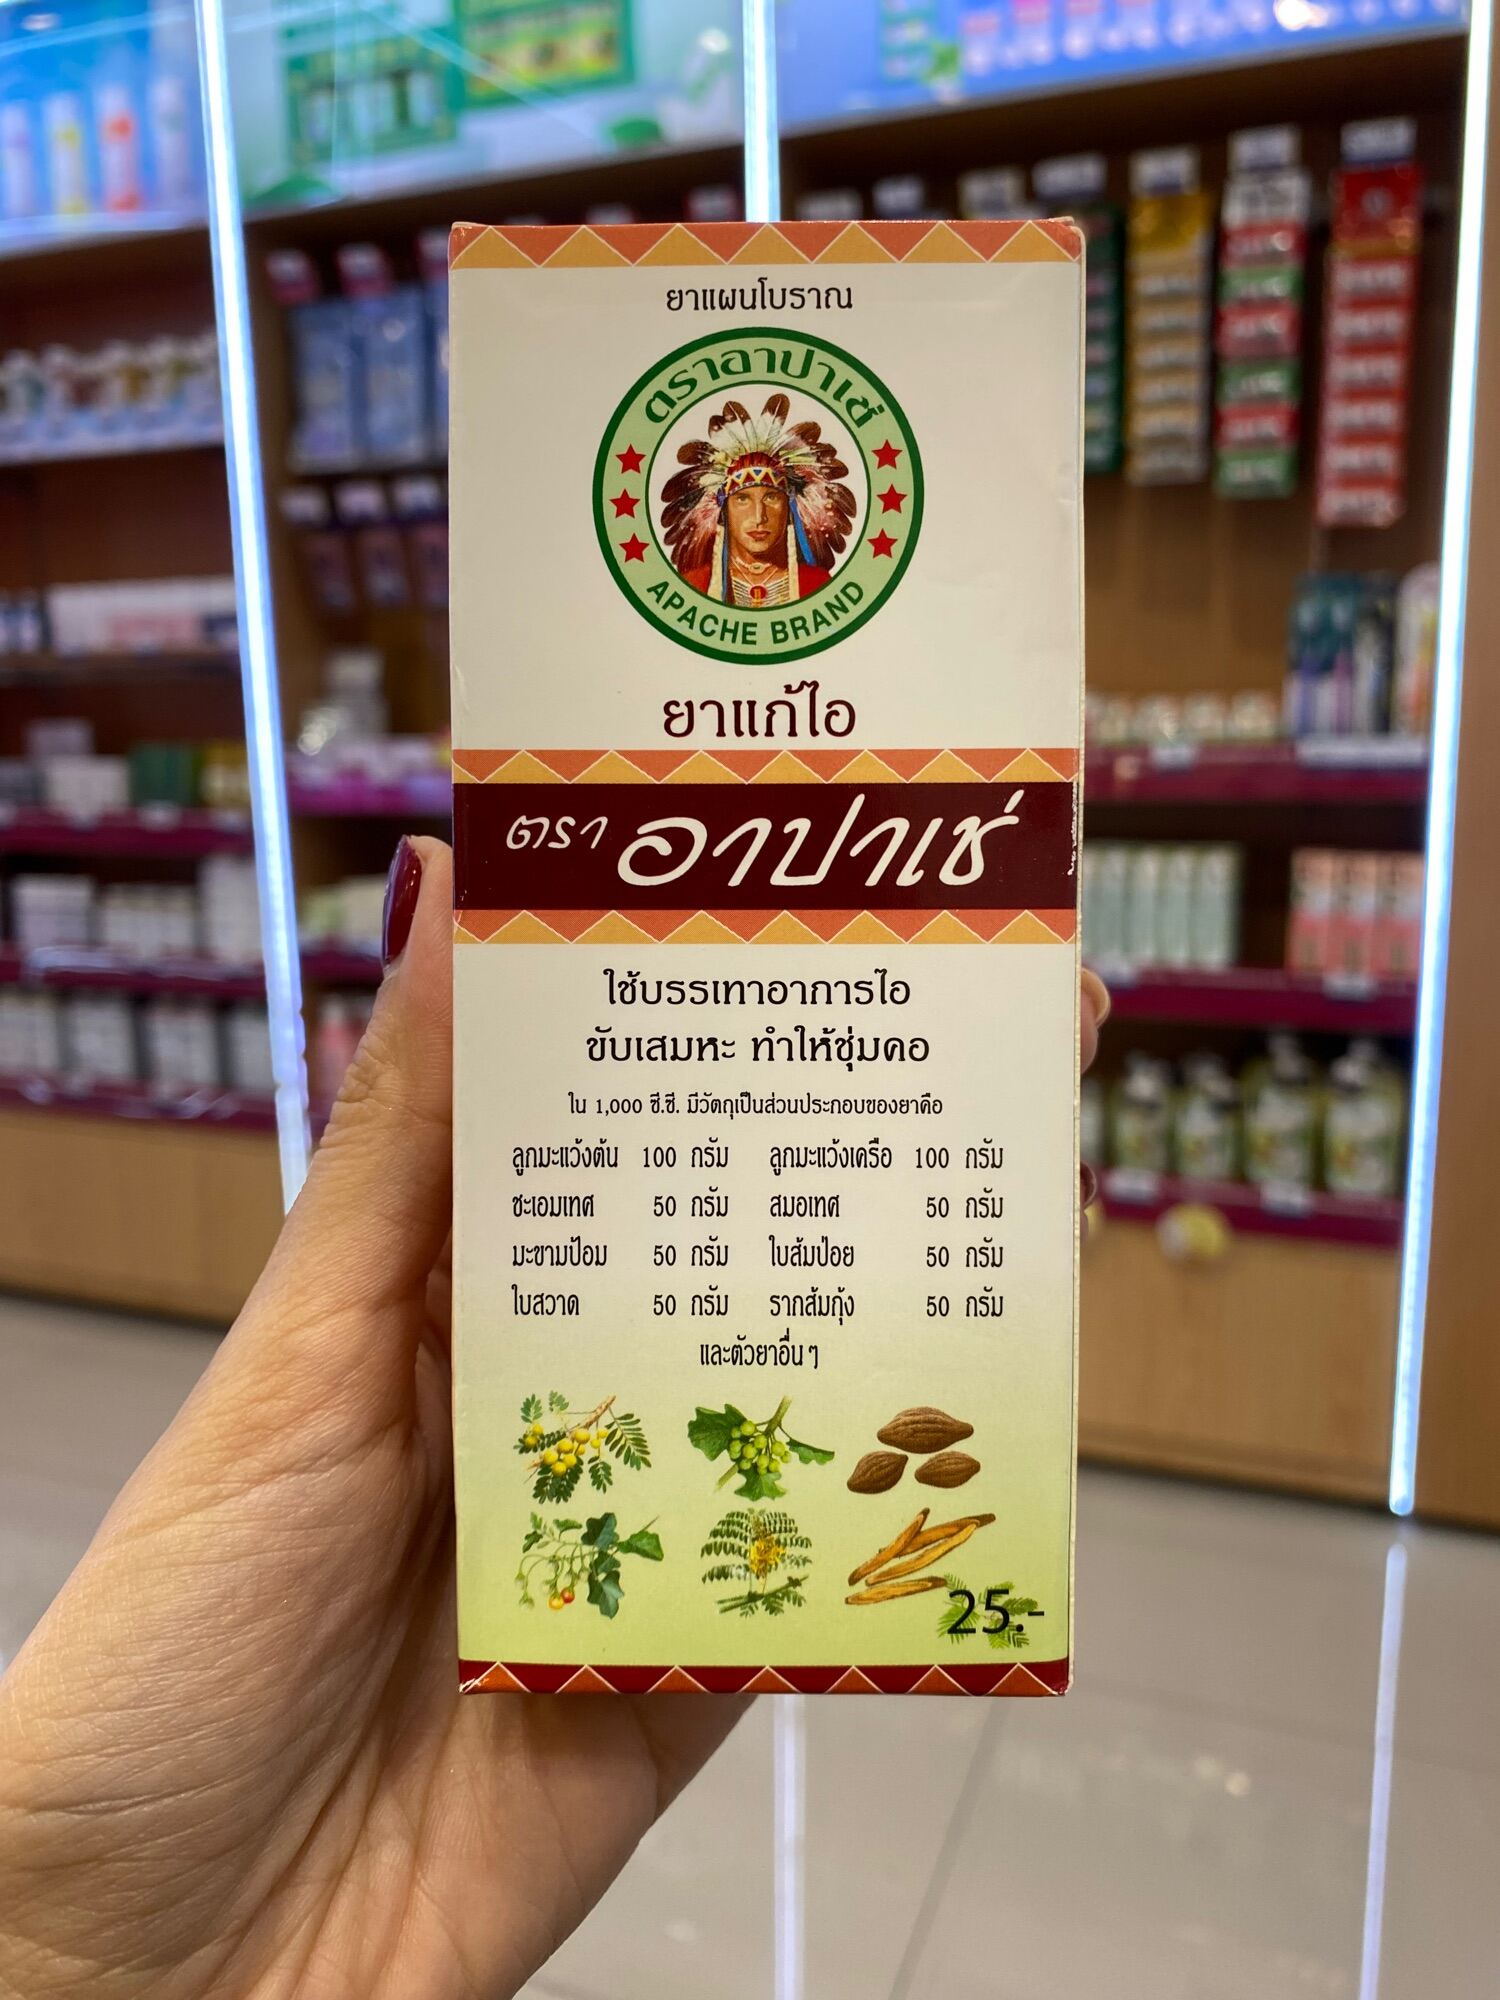 ยาแผนโบราณ
ตราอาปาเช่
APACHE BRAND
ยาแก้ไอ
ตรา อาปาเช่
ใช้บรรเทาอาการไอ
ขับเสมหะ ทำให้ชุ่มคอ
ใน 1,000 ซี.ซี. มีวัตถุเป็นส่วนประกอบของยาคือ
ลูกมะแว้งต้น 100 กรัม ลูกมะแว้งเครือ 100 กรัม
ชะเอมเทศ 50 กรัม สมอเทศ 50 กรัม
มะขามป้อม 50 กรัม ใบส้มป่อย 50 กรัม
ใบสวาด 50 กรัม รากส้มกุ้ง 50 กรัม
และตัวยาอื่นๆ
25.-